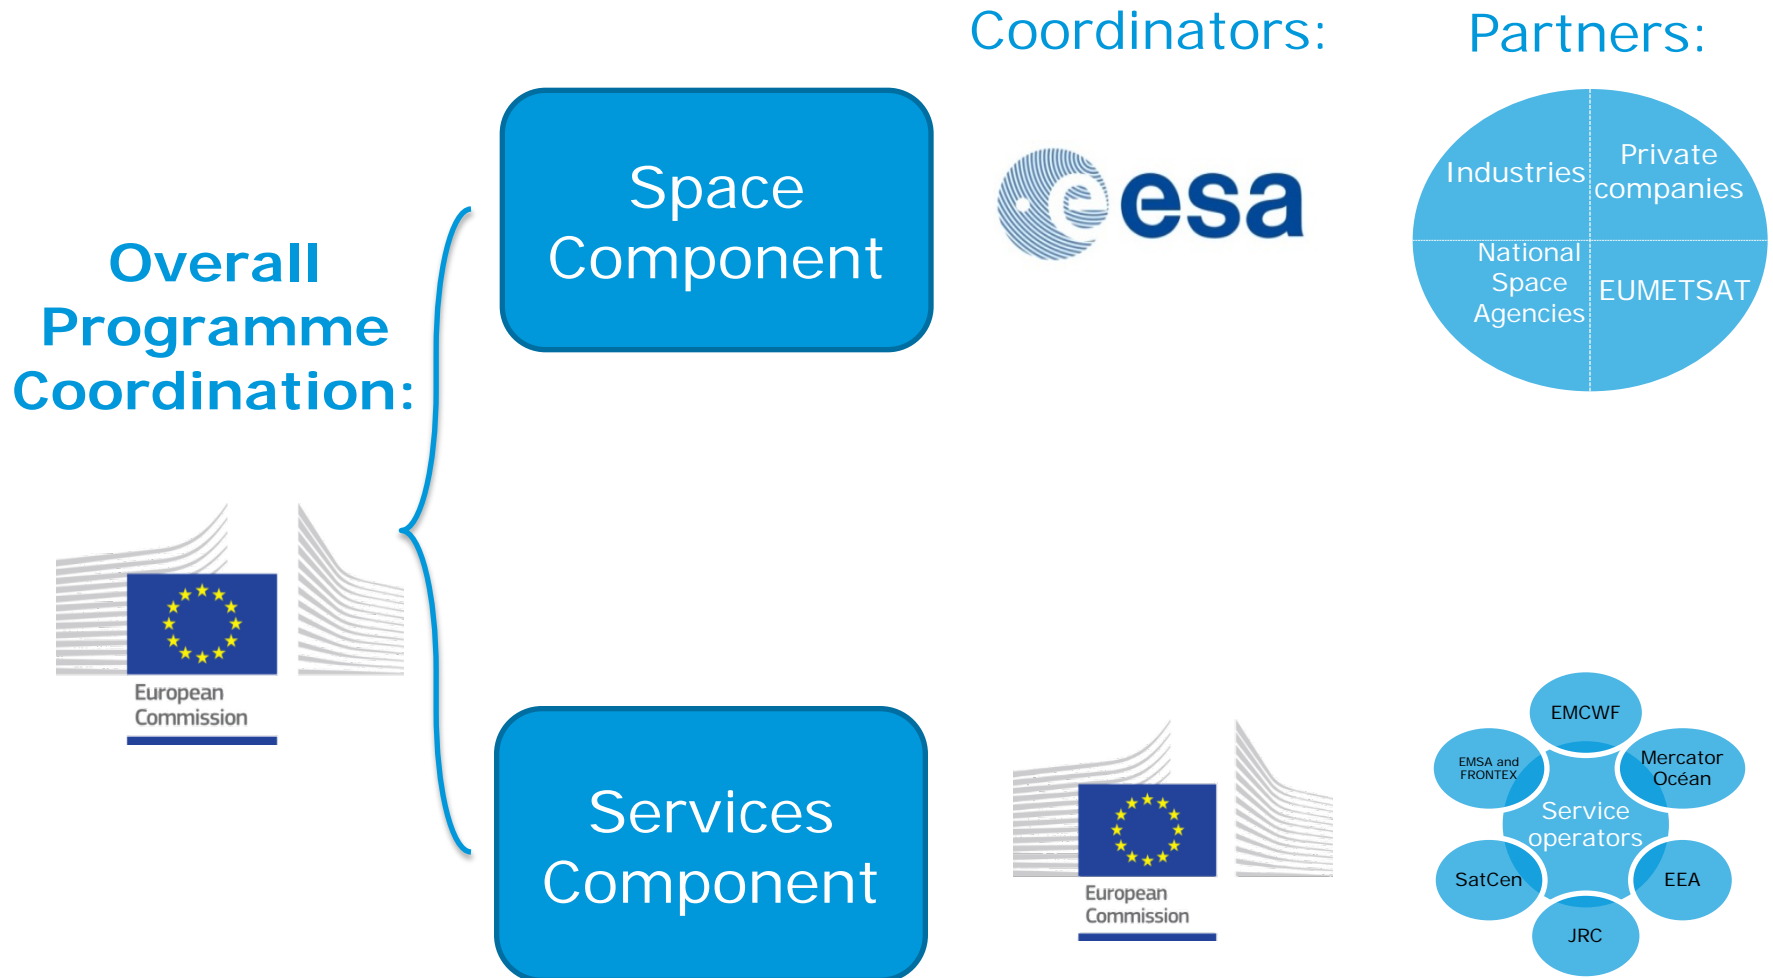 Coordinators:
Partners:
Overall
Programme
Coordination:
European
Commission
Space
Component
esa
Industries
Private
companies
National
Space
Agencies
EUMETSAT
Services
Component
European
Commission
EMCWF
EMSA and
FRONTEX
Mercator
Océan
Service
operators
SatCen
EEA
JRC